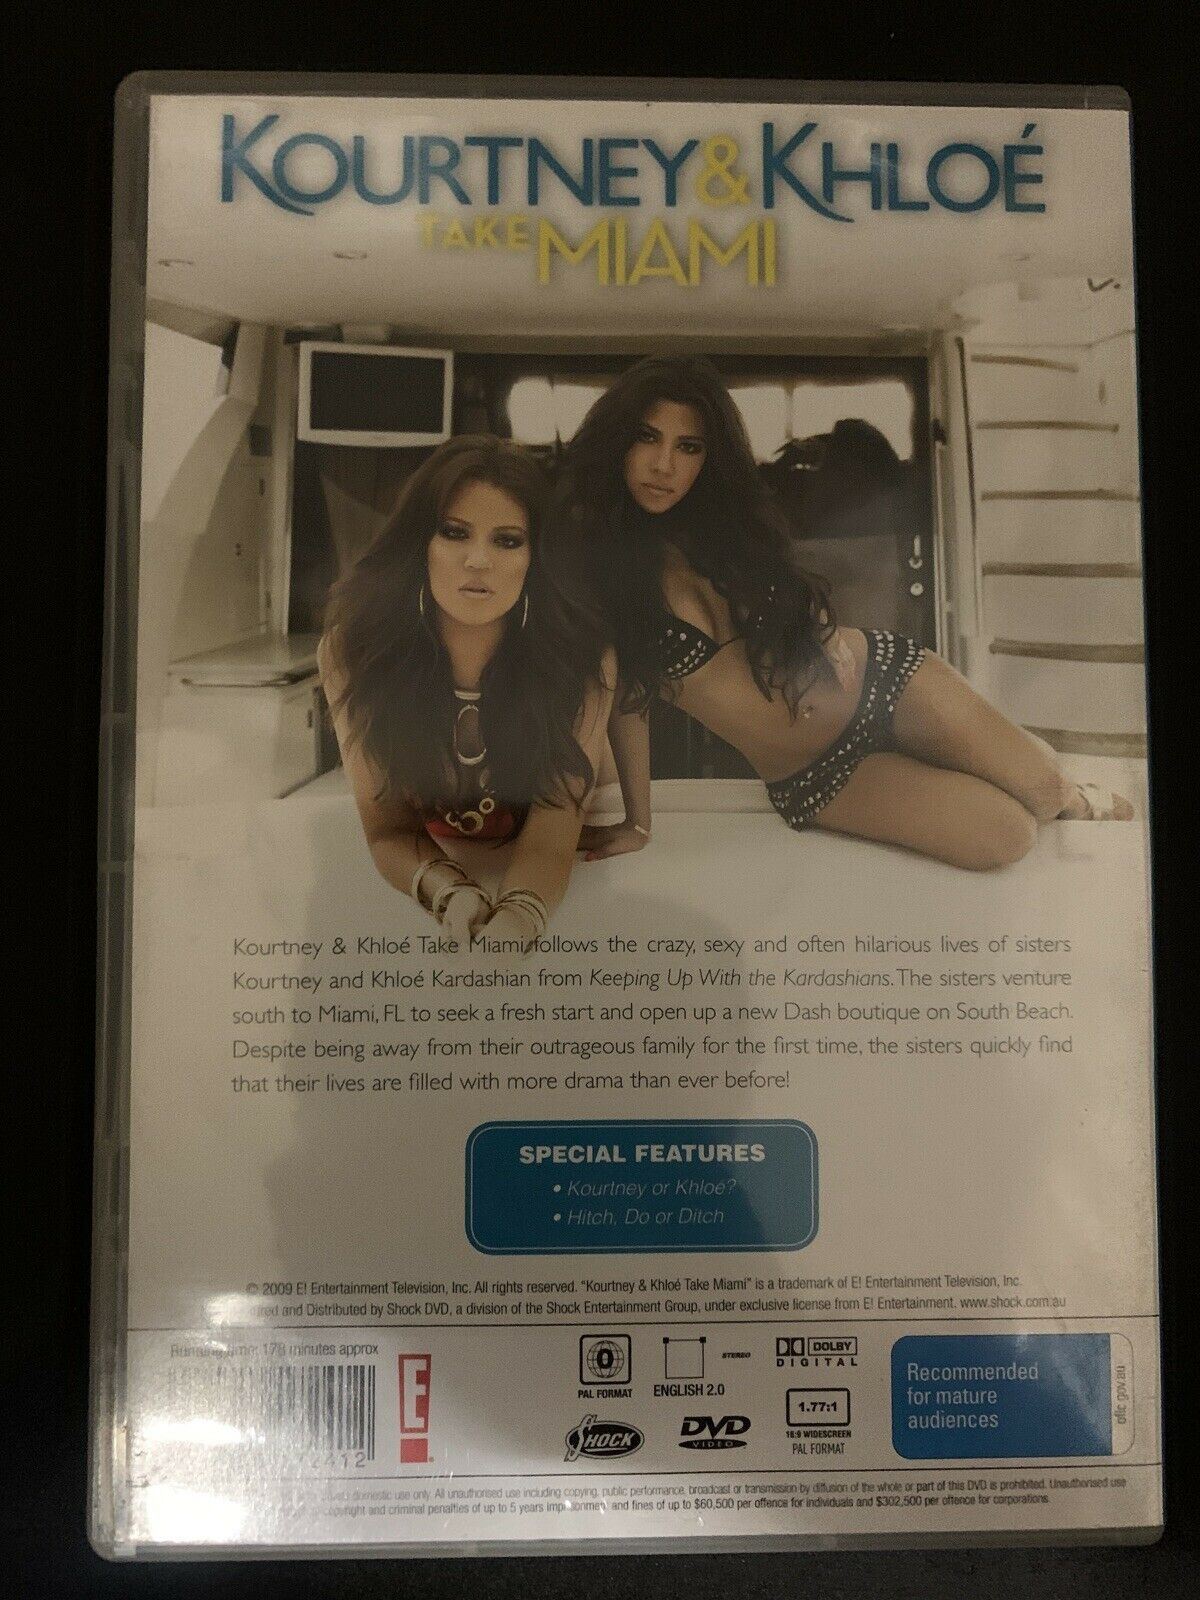 KOURTNEY & KHLOÉ
TAKE MIAMI
Kourtney & Khloé Take Miami follows the crazy, sexy and often hilarious lives of sisters
Kourtney and Khloé Kardashian from Keeping Up With the Kardashians. The sisters venture
south to Miami, FL to seek a fresh start and open up a new Dash boutique on South Beach.
Despite being away from their outrageous family for the first time, the sisters quickly find
that their lives are filled with more drama than ever before!
SPECIAL FEATURES
• Kourtney or Khloé?
• Hitch, Do or Ditch
© 2009 E! Entertainment Television, Inc. All rights reserved. "Kourtney & Khloé Take Miami" is a trademark of E! Entertainment Television, Inc.
and Distributed by Shock DVD, a division of the Shock Entertainment Group, under exclusive license from E! Entertainment. www.shock.com.au
Running time: 178 minutes approx
2412
E!
0
PAL FORMAT
STEREO
ENGLISH 2.0
DOLBY
DIGITAL
SHOCK
DVD
VIDEO
1.77:1
16:9 WIDESCREEN
PAL FORMAT
Recommended
for mature
audiences
oflc.gov.au
domestic use only. All unauthorised use including copying, public performance, broadcast or transmission by diffusion of the whole or part of this DVD is prohibited. Unauthorised use
copyright and criminal penalties of up to 5 years imprisonment and fines of up to $60,500 per offence for individuals and $302,500 per offence for corporations.